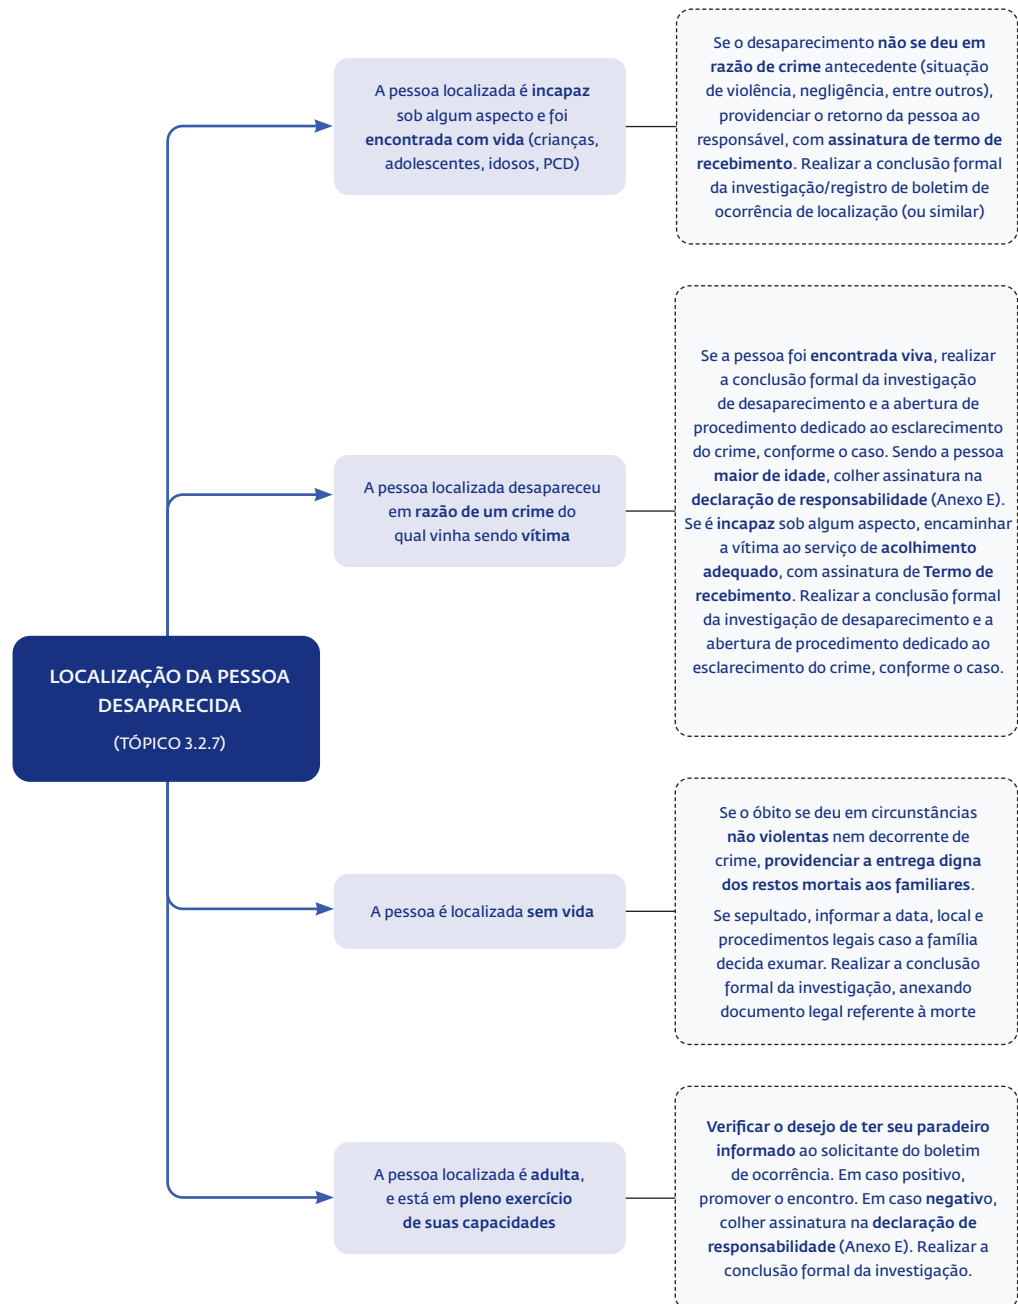 A pessoa localizada é incapaz
sob algum aspecto e foi
encontrada com vida (crianças,
adolescentes, idosos, PCD)
Se o desaparecimento não se deu em
razão de crime antecedente (situação
de violência, negligência, entre outros),
providenciar o retorno da pessoa ao
responsável, com assinatura de termo de
recebimento. Realizar a conclusão formal
da investigação/registro de boletim de
ocorrência de localização (ou similar)
A pessoa localizada desapareceu
em razão de um crime do
qual vinha sendo vítima
Se a pessoa foi encontrada viva, realizar
a conclusão formal da investigação
de desaparecimento e a abertura de
procedimento dedicado ao esclarecimento
do crime, conforme o caso. Sendo a pessoa
maior de idade, colher assinatura na
declaração de responsabilidade (Anexo E).
Se é incapaz sob algum aspecto, encaminhar
a vítima ao serviço de acolhimento
adequado, com assinatura de Termo de
recebimento. Realizar a conclusão formal
da investigação de desaparecimento e a
abertura de procedimento dedicado ao
esclarecimento do crime, conforme o caso.
LOCALIZAÇÃO DA PESSOA
DESAPARECIDA
(TÓPICO 3.2.7)
A pessoa é localizada sem vida
Se o óbito se deu em circunstâncias
não violentas nem decorrente de
crime, providenciar a entrega digna
dos restos mortais aos familiares.
Se sepultado, informar a data, local e
procedimentos legais caso a família
decida exumar. Realizar a conclusão
formal da investigação, anexando
documento legal referente à morte
A pessoa localizada é adulta,
e está em pleno exercício
de suas capacidades
Verificar o desejo de ter seu paradeiro
informado ao solicitante do boletim
de ocorrência. Em caso positivo,
promover o encontro. Em caso negativo,
colher assinatura na declaração de
responsabilidade (Anexo E). Realizar a
conclusão formal da investigação.